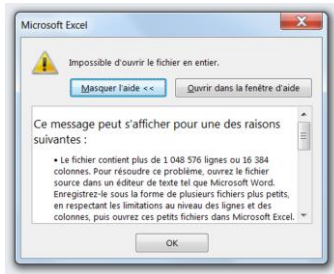 Microsoft Excel
Impossible d'ouvrir le fichier en entier.
Masquer l'aide <<
Ouvrir dans la fenêtre d'aide
Ce message peut s'afficher pour une des raisons
suivantes :
• Le fichier contient plus de 1 048 576 lignes ou 16 384
colonnes. Pour résoudre ce problème, ouvrez le fichier
source dans un éditeur de texte tel que Microsoft Word.
Enregistrez-le sous la forme de plusieurs fichiers plus petits,
en respectant les limitations au niveau des lignes et des
colonnes, puis ouvrez ces petits fichiers dans Microsoft Excel.
OK